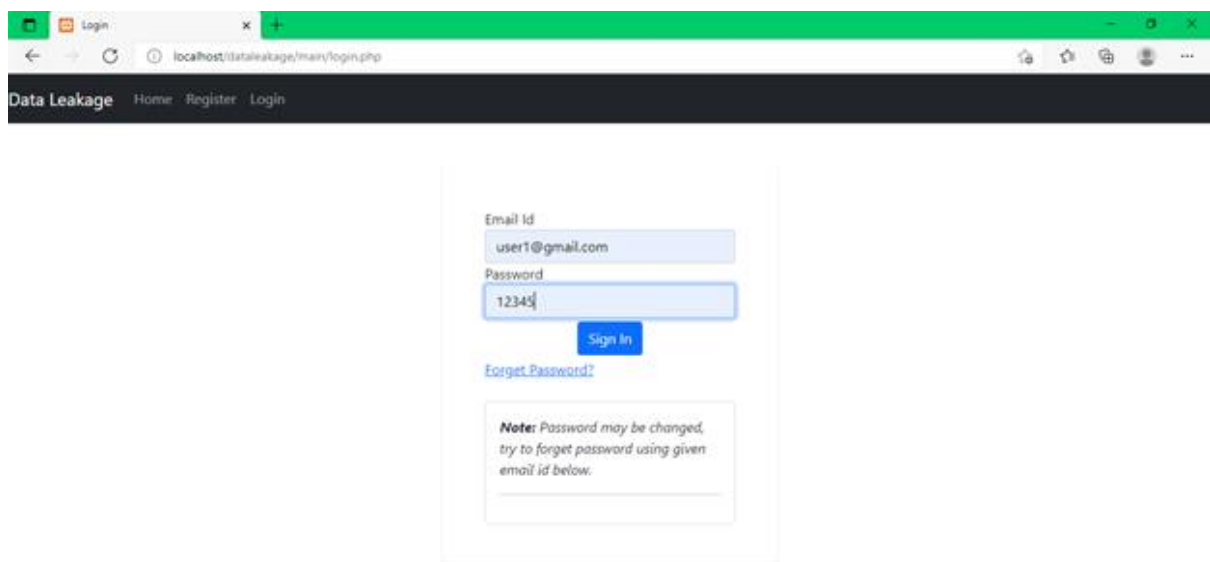 Login
localhost/dataleakage/main/login.php
Data Leakage Home Register Login
Email Id
user1@gmail.com
Password
12345
Sign In
Forget Password?
Note: Password may be changed,
try to forget password using given
email id below.